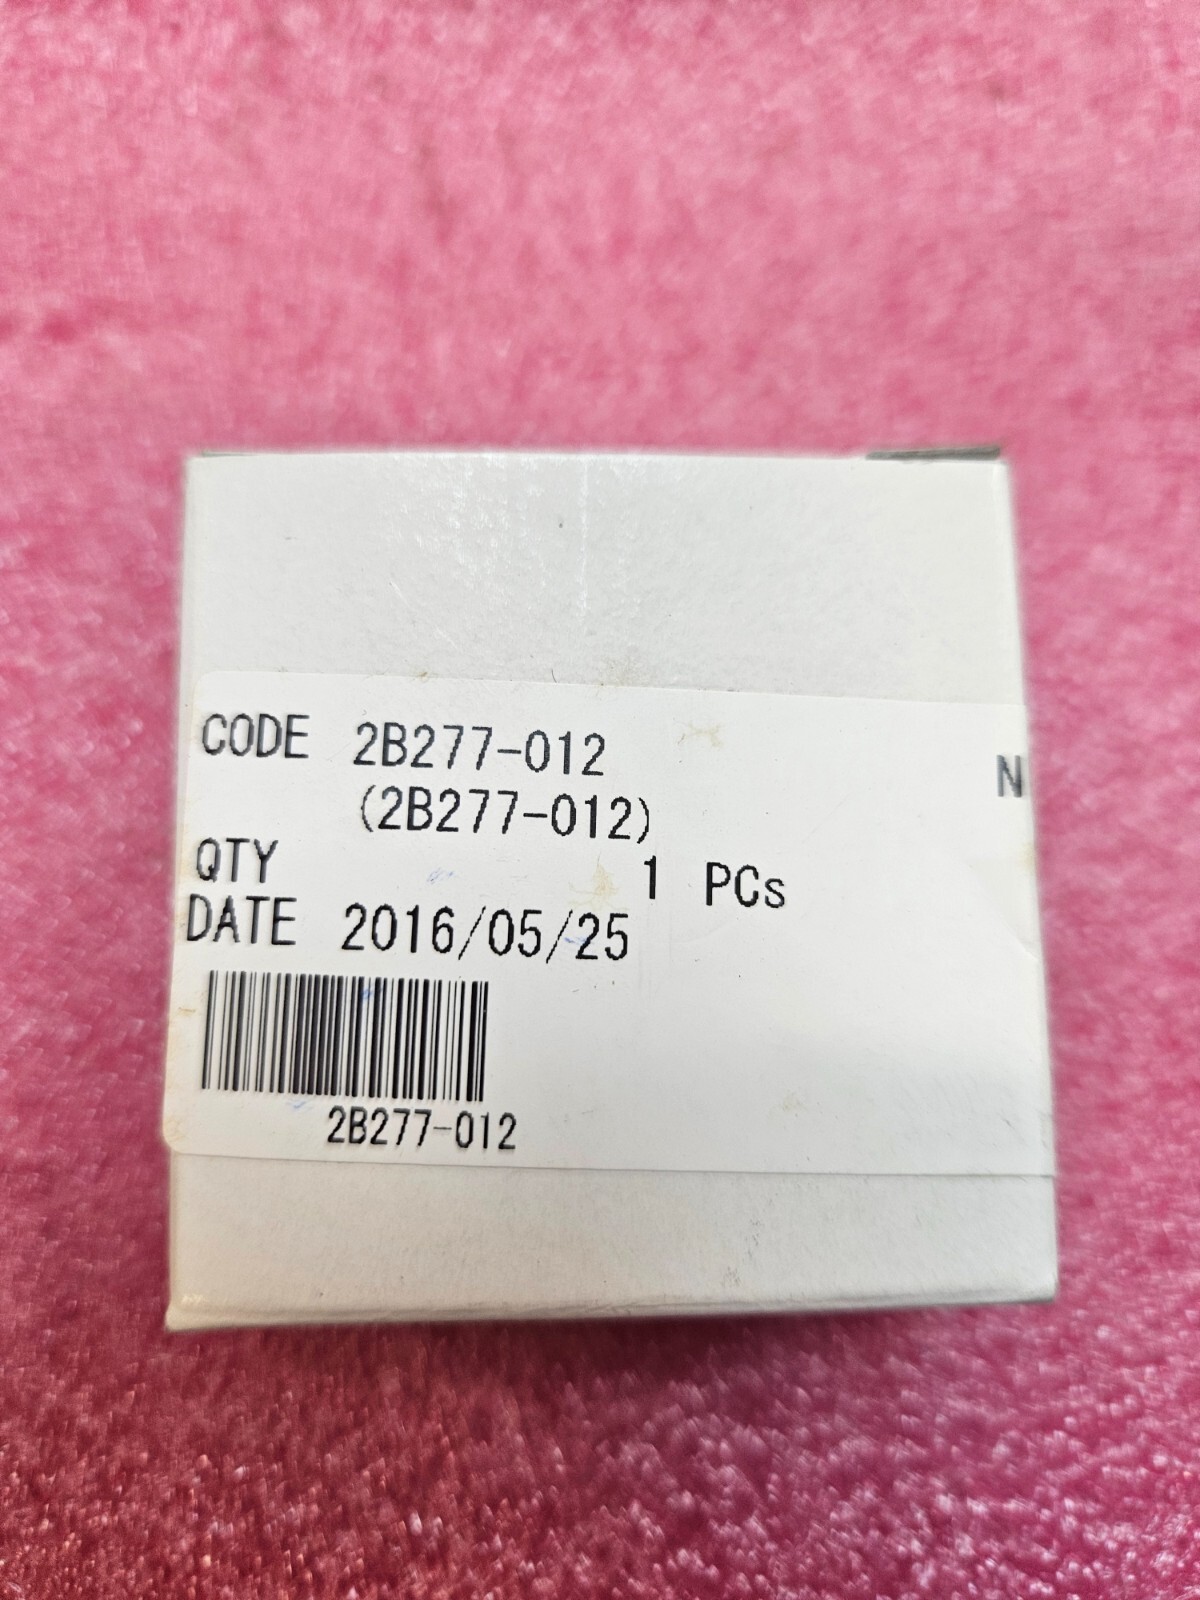 CODE 2B277-012 N
(2B277-012)
QTY 1 PCs
DATE 2016/05/25
2B277-012